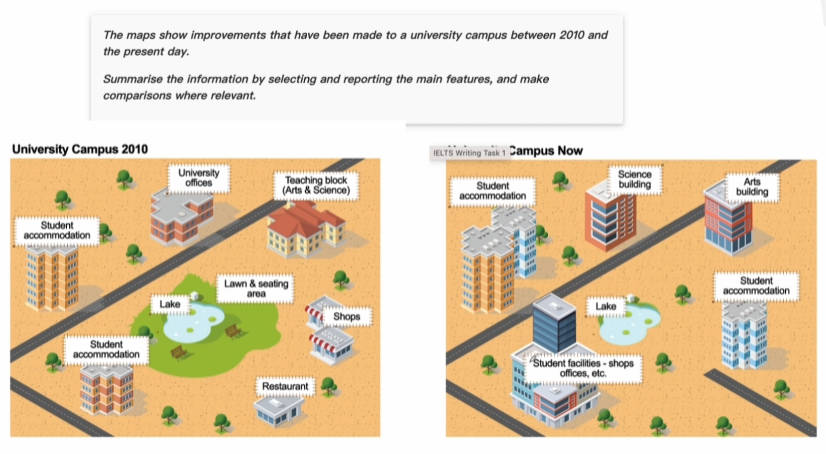 The maps show improvements that have been made to a university campus between 2010 and
the present day.
Summarise the information by selecting and reporting the main features, and make
comparisons where relevant.
University Campus 2010
University
offices
Teaching block
(Arts & Science)
Student
accommodation
Lawn & seating
area
Lake
Shops
Student
accommodation
Restaurant
IELTS Writing Task 1
Campus Now
Science
building
Student
accommodation
Arts
building
Student
accommodation
Lake
Student facilities - shops
offices, etc.